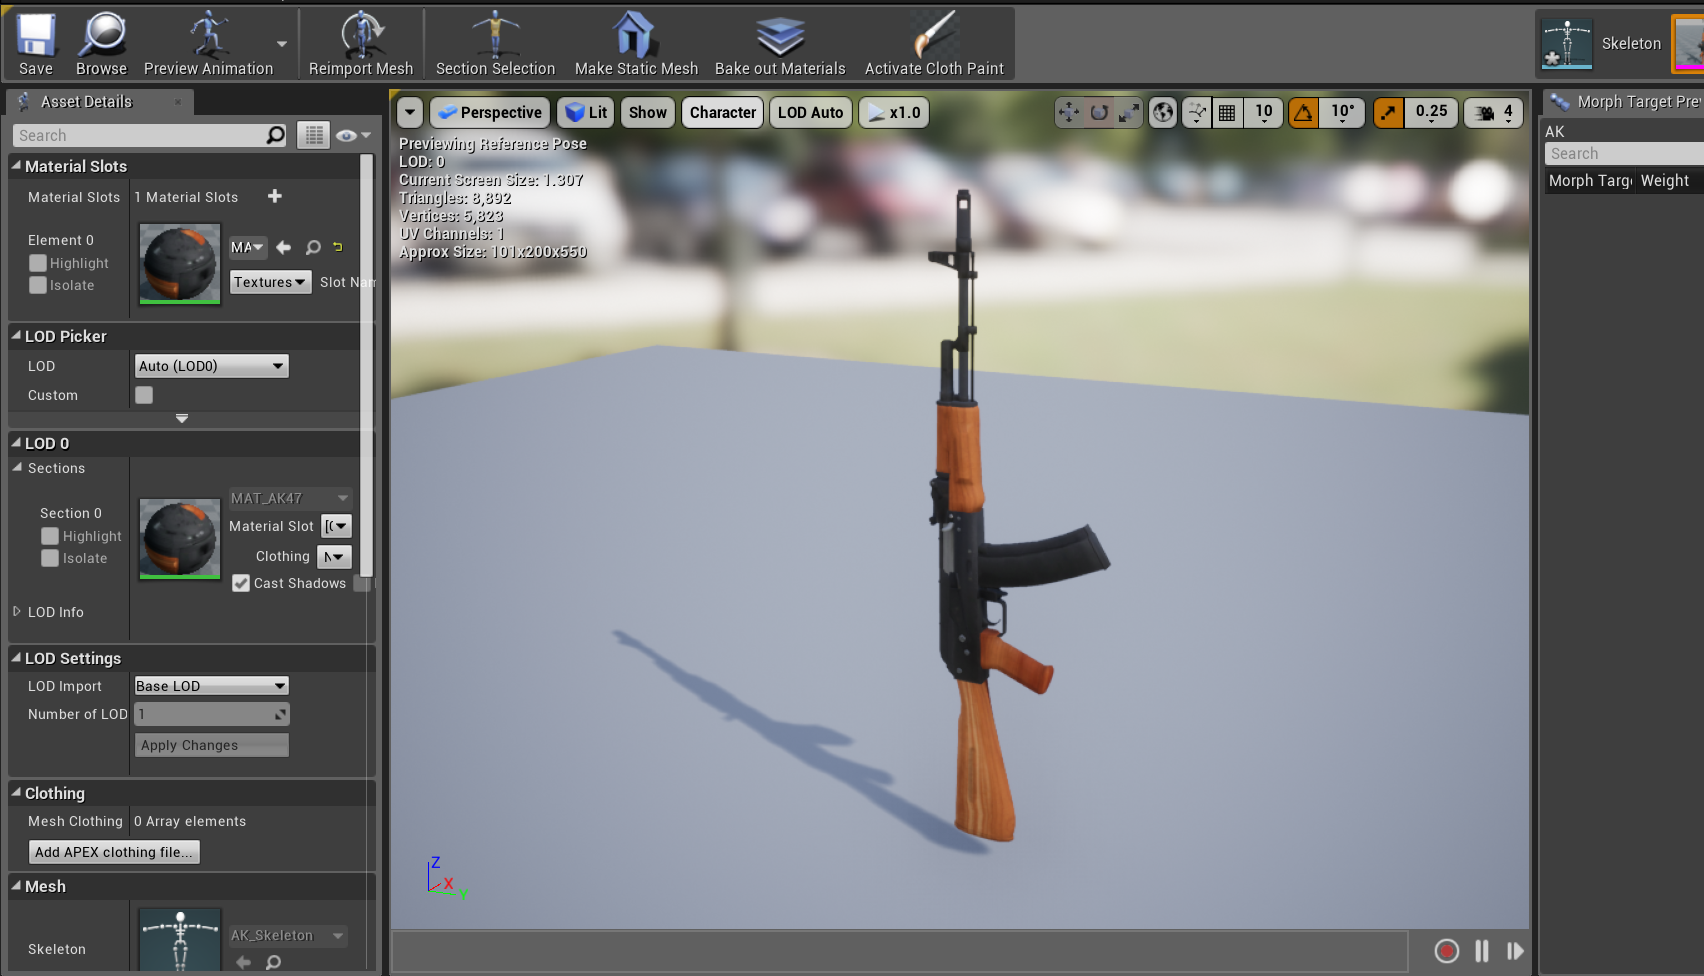 Save
Browse
Preview Animation
Reimport Mesh
Section Selection
Make Static Mesh
Bake out Materials
Activate Cloth Paint
Skeleton
Asset Details
Search
Material Slots
Material Slots 1 Material Slots
Element 0
Highlight
Isolate
MA
Textures Slot Nam
LOD Picker
LOD Auto (LOD0)
Custom
LOD 0
Sections
Section 0
Highlight
Isolate
MAT_AK47
Material Slot
Clothing
Cast Shadows
LOD Info
LOD Settings
LOD Import Base LOD
Number of LOD 1
Apply Changes
Clothing
Mesh Clothing 0 Array elements
Add APEX clothing file...
Mesh
Skeleton AK_Skeleton
Perspective Lit Show Character LOD Auto x1.0
10 10° 0.25 4
Previewing Reference Pose
LOD: 0
Current Screen Size: 1.307
Triangles: 8,892
Vertices: 5,823
UV Channels: 1
Approx Size: 101x200x550
Z
X
Y
Morph Target Pre
AK
Search
Morph Targ Weight